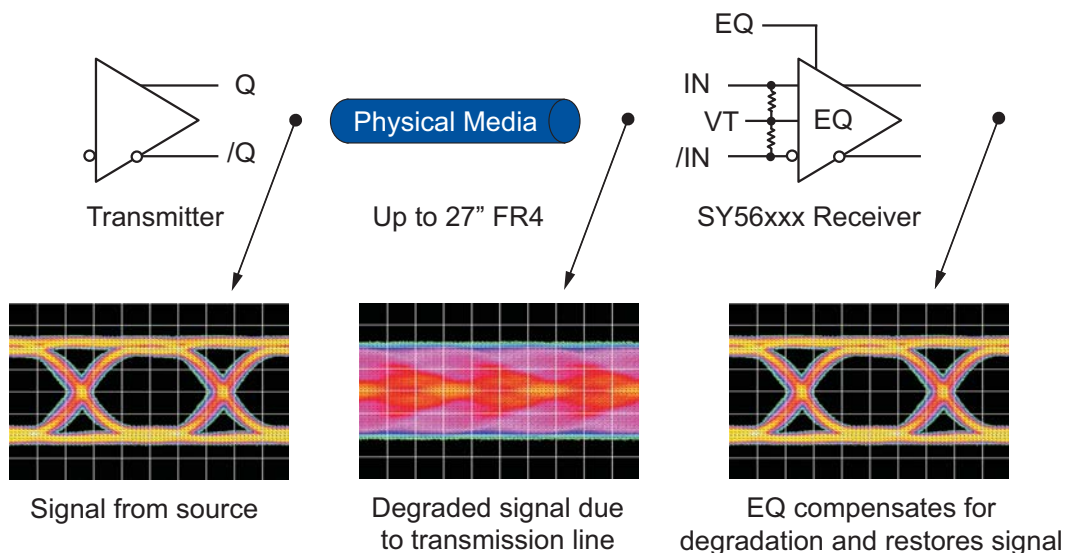 EQ
Q
IN
Physical Media
VT
EQ
/Q
/IN
Transmitter
Up to 27” FR4
SY56xxx Receiver
Signal from source
Degraded signal due
to transmission line
EQ compensates for
degradation and restores signal